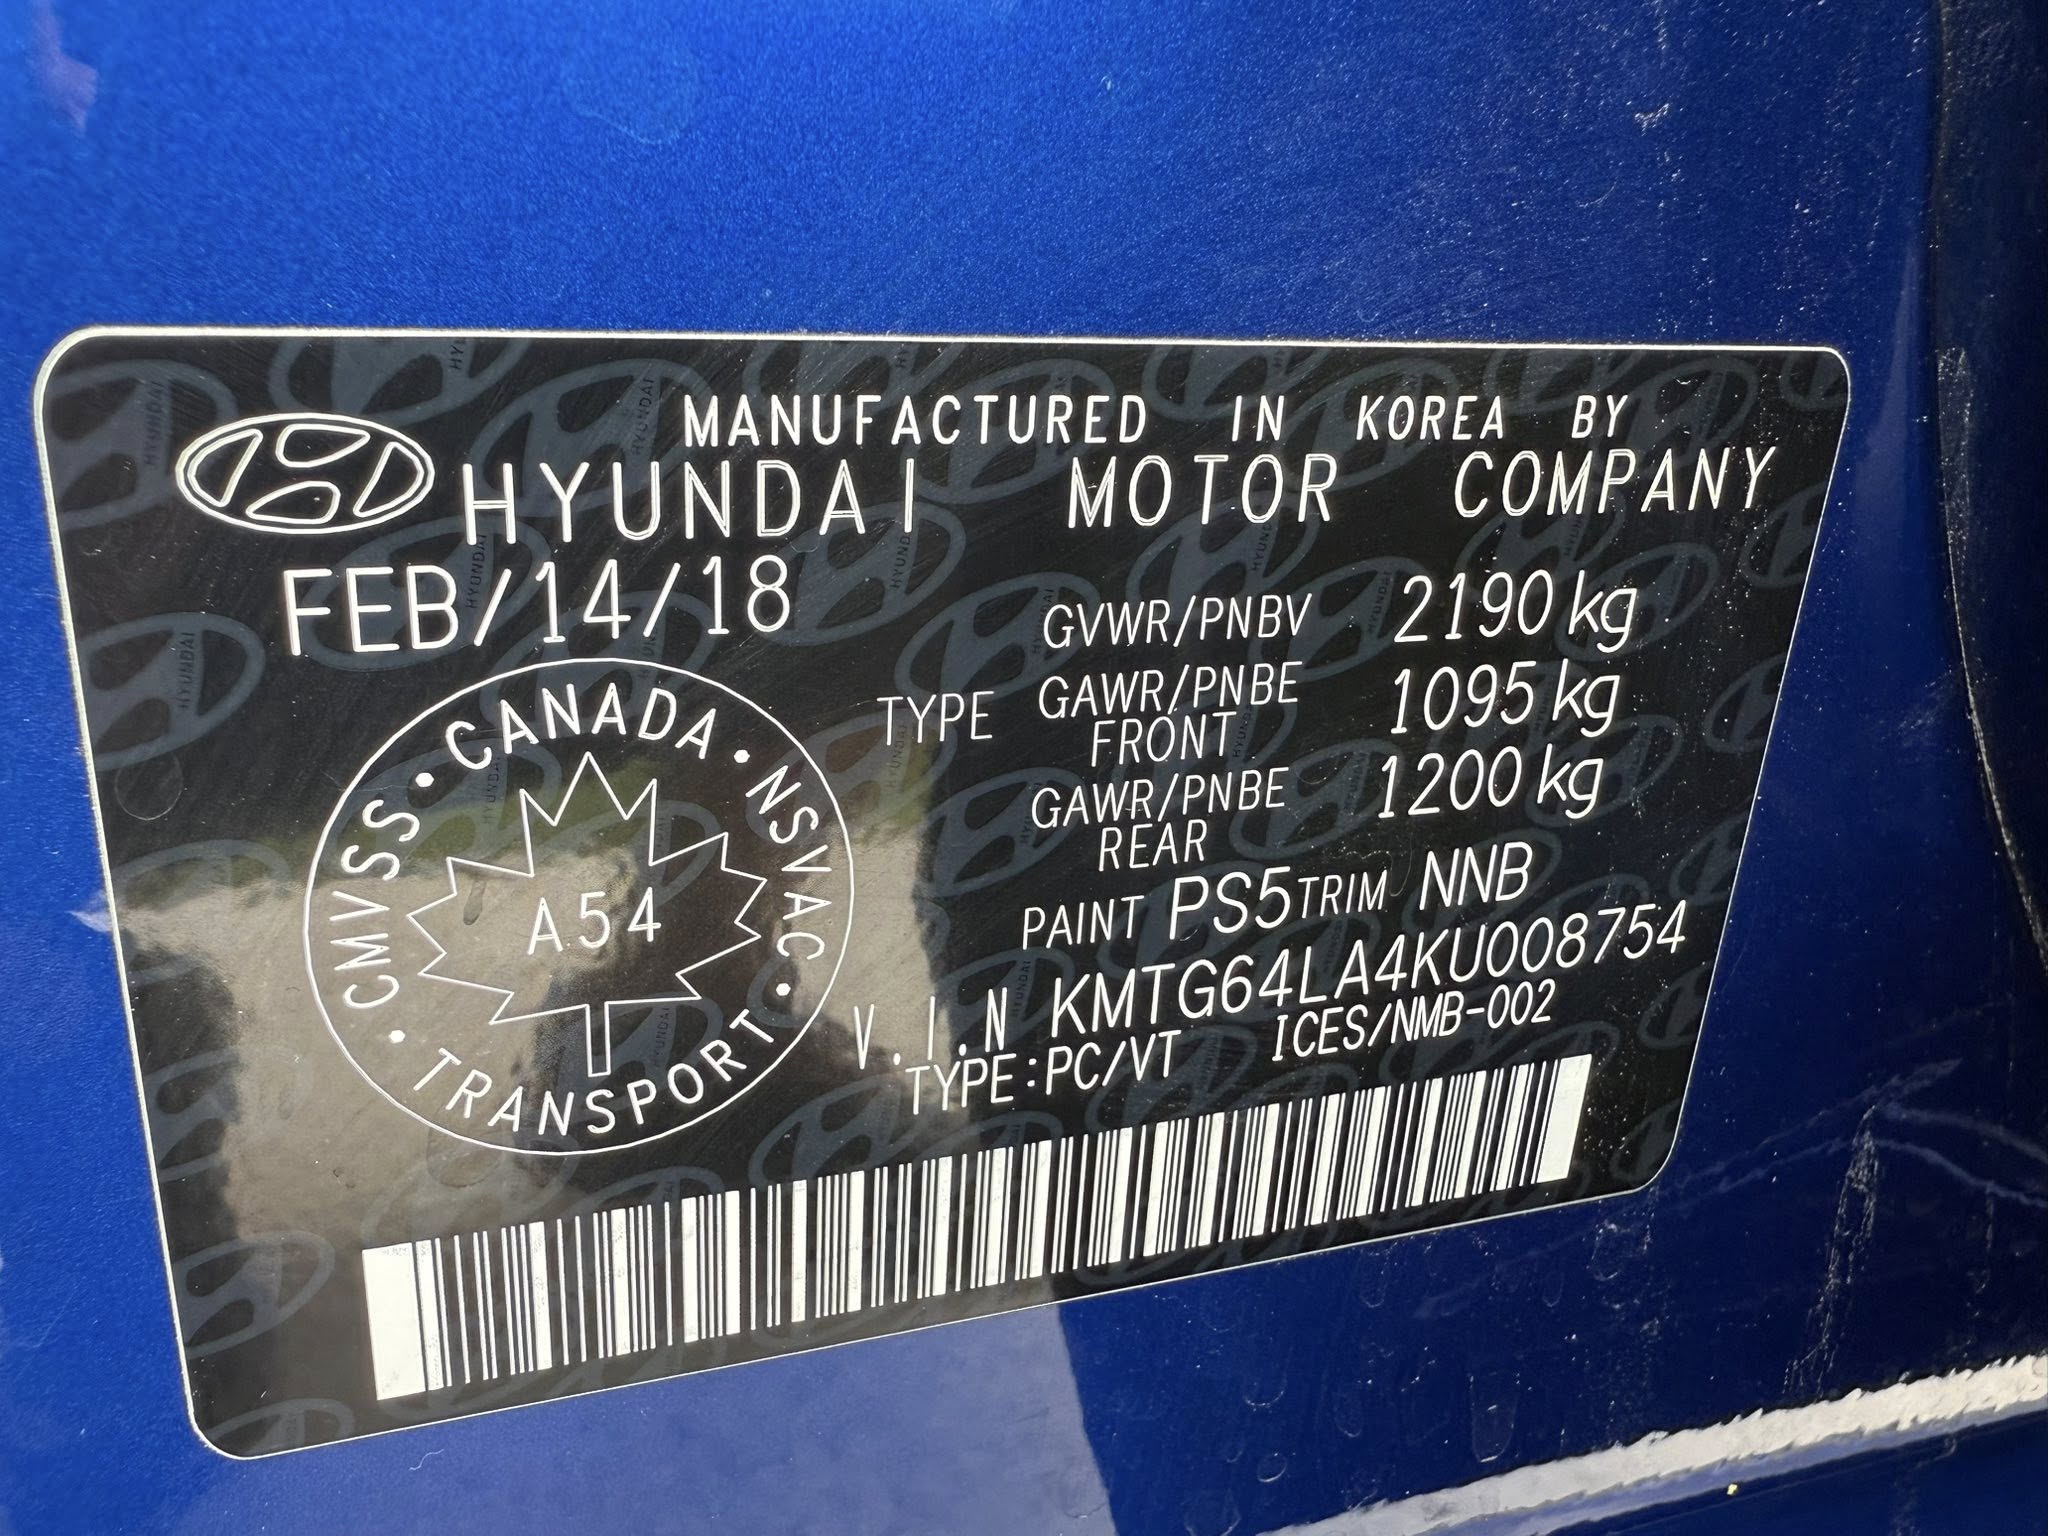 MANUFACTURED IN KOREA BY
HYUNDAI MOTOR COMPANY
FEB/14/18
GVWR/PNBV 2190 kg
TYPE GAWR/PNBE FRONT 1095 kg
GAWR/PNBE REAR 1200 kg
PAINT PS5 TRIM NNB
V.I.N KMTG64LA4KU008754
TYPE:PC/VT ICES/NMB-002
CMVSS · CANADA · NSVAC · TRANSPORT ·
A54
HYUNDAI